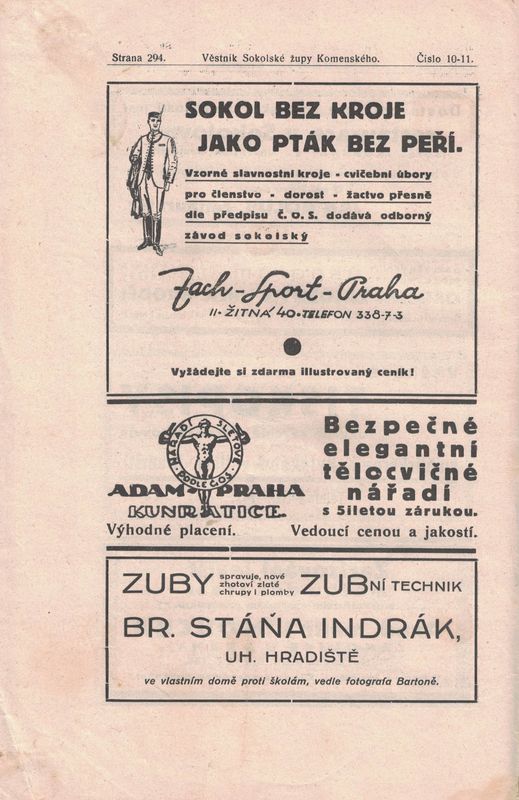 Strana 294. Věstník Sokolské župy Komenského. Číslo 10-11.
SOKOL BEZ KROJE
JAKO PTÁK BEZ PEŘÍ.
Vzorné slavnostní kroje - cvičební úbory
pro členstvo - dorost - žactvo přesně
dle předpisu Č. O. S. dodává odborný
závod sokolský
Zach-Sport-Praha
II· ŽITNÁ 40·TELEFON 338-7-3
Vyžádejte si zdarma illustrovaný ceník!
NÁŘADÍ SLETOVÉ
PODLE Č.O.S.
ADAM-PRAHA
KUNRATICE.
Výhodné placení.
Bezpečné
elegantní
tělocvičné
nářadí
s 5iletou zárukou.
Vedoucí cenou a jakostí.
ZUBY spravuje, nové
zhotoví zlaté
chrupy i plomby ZUBNÍ TECHNIK
BR. STÁŇA INDRÁK,
UH. HRADIŠTĚ
ve vlastním domě proti školám, vedle fotografa Bartoně.